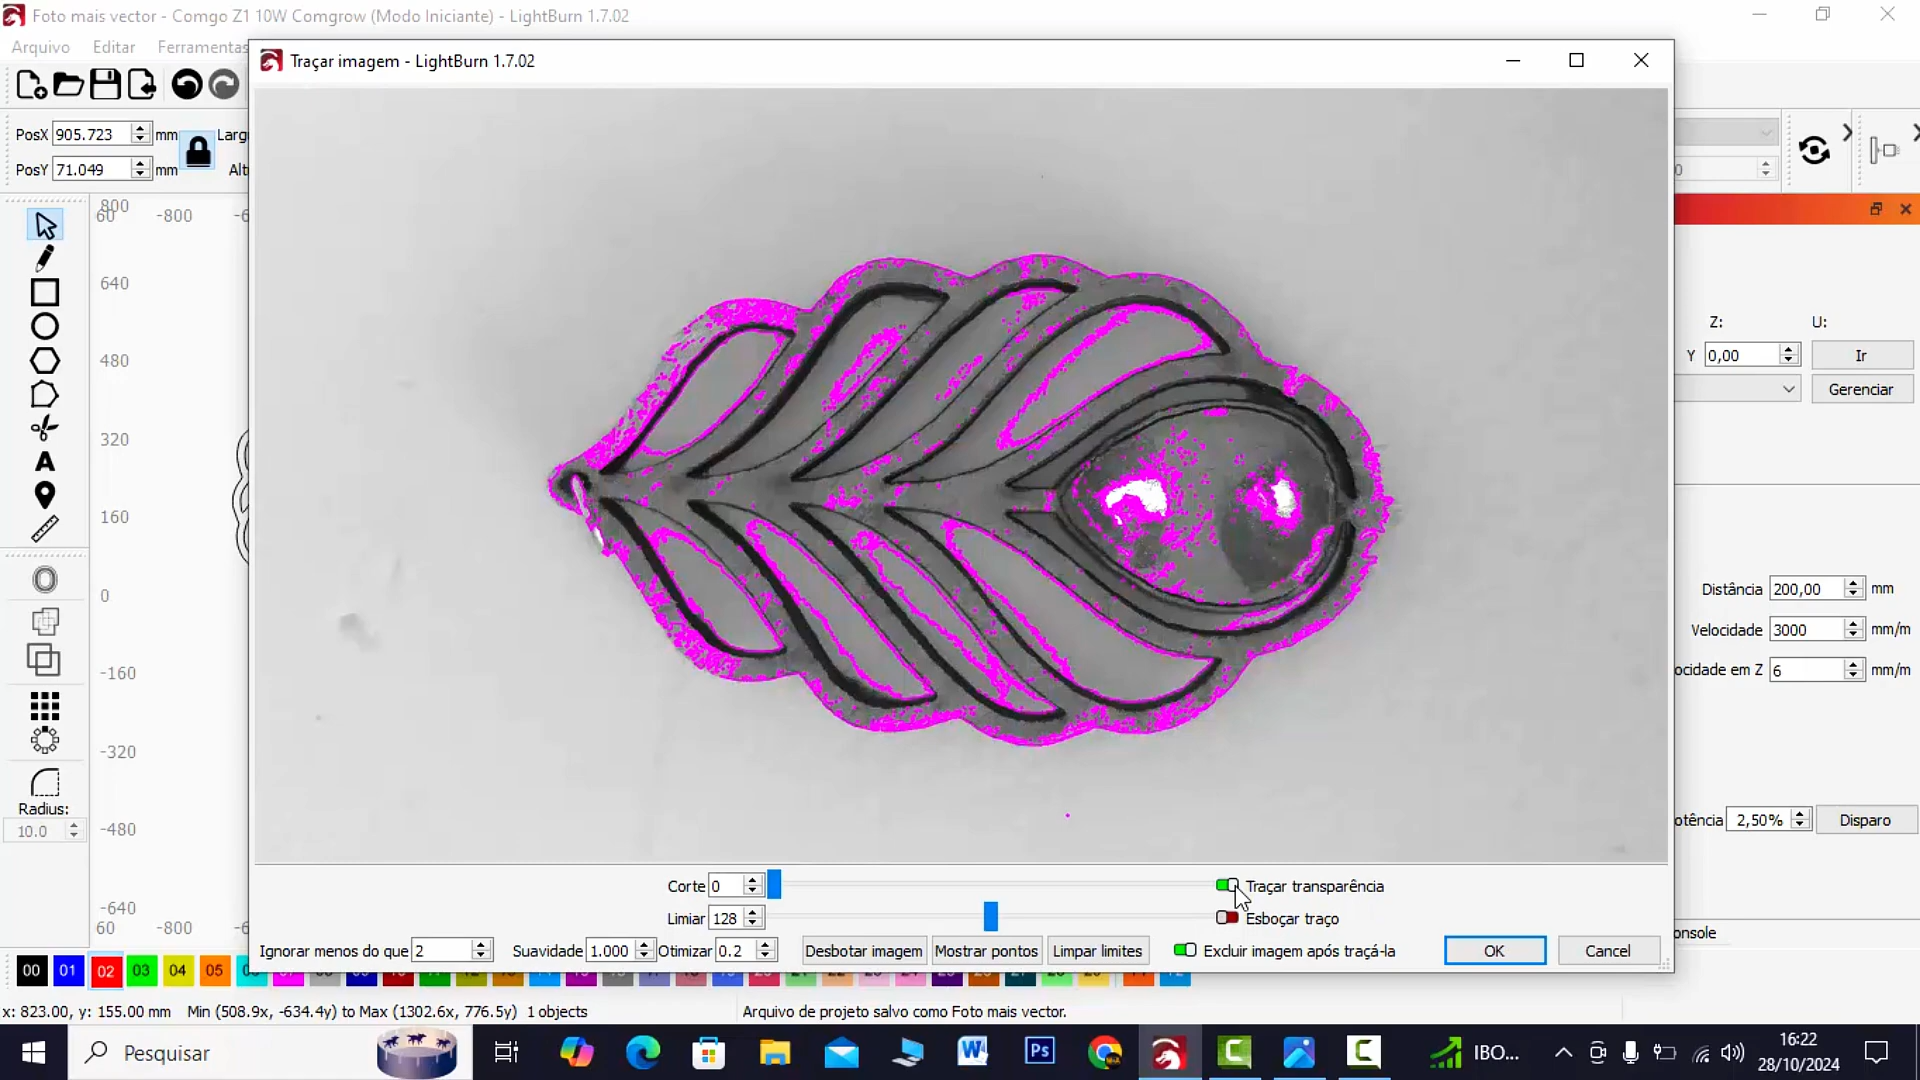 Foto mais vector - Comgo Z1 10W Comgrow (Modo Iniciante) - LightBurn 1.7.02
Arquivo Editar Ferramentas
Traçar imagem - LightBurn 1.7.02
PosX 905.723 mm
PosY 71.049 mm
800
60 -800
640
480
320
160
0
-160
-320
-480
-640
60 -800
Radius:
10.0
Z: U:
Y 0,00 Ir
Gerenciar
Distância 200,00 mm
Velocidade 3000 mm/m
ocidade em Z 6 mm/m
otência 2,50% Disparo
onsole
Corte 0 Traçar transparência
Limiar 128 Esboçar traço
Ignorar menos do que 2 Suavidade 1.000 Otimizar 0.2 Desbotar imagem Mostrar pontos Limpar limites Excluir imagem após traçá-la OK Cancel
00 01 02 03 04 05
x: 823.00, y: 155.00 mm Min (508.9x, -634.4y) to Max (1302.6x, 776.5y) 1 objects Arquivo de projeto salvo como Foto mais vector.
Pesquisar
W
Ps
IBO...
16:22
28/10/2024